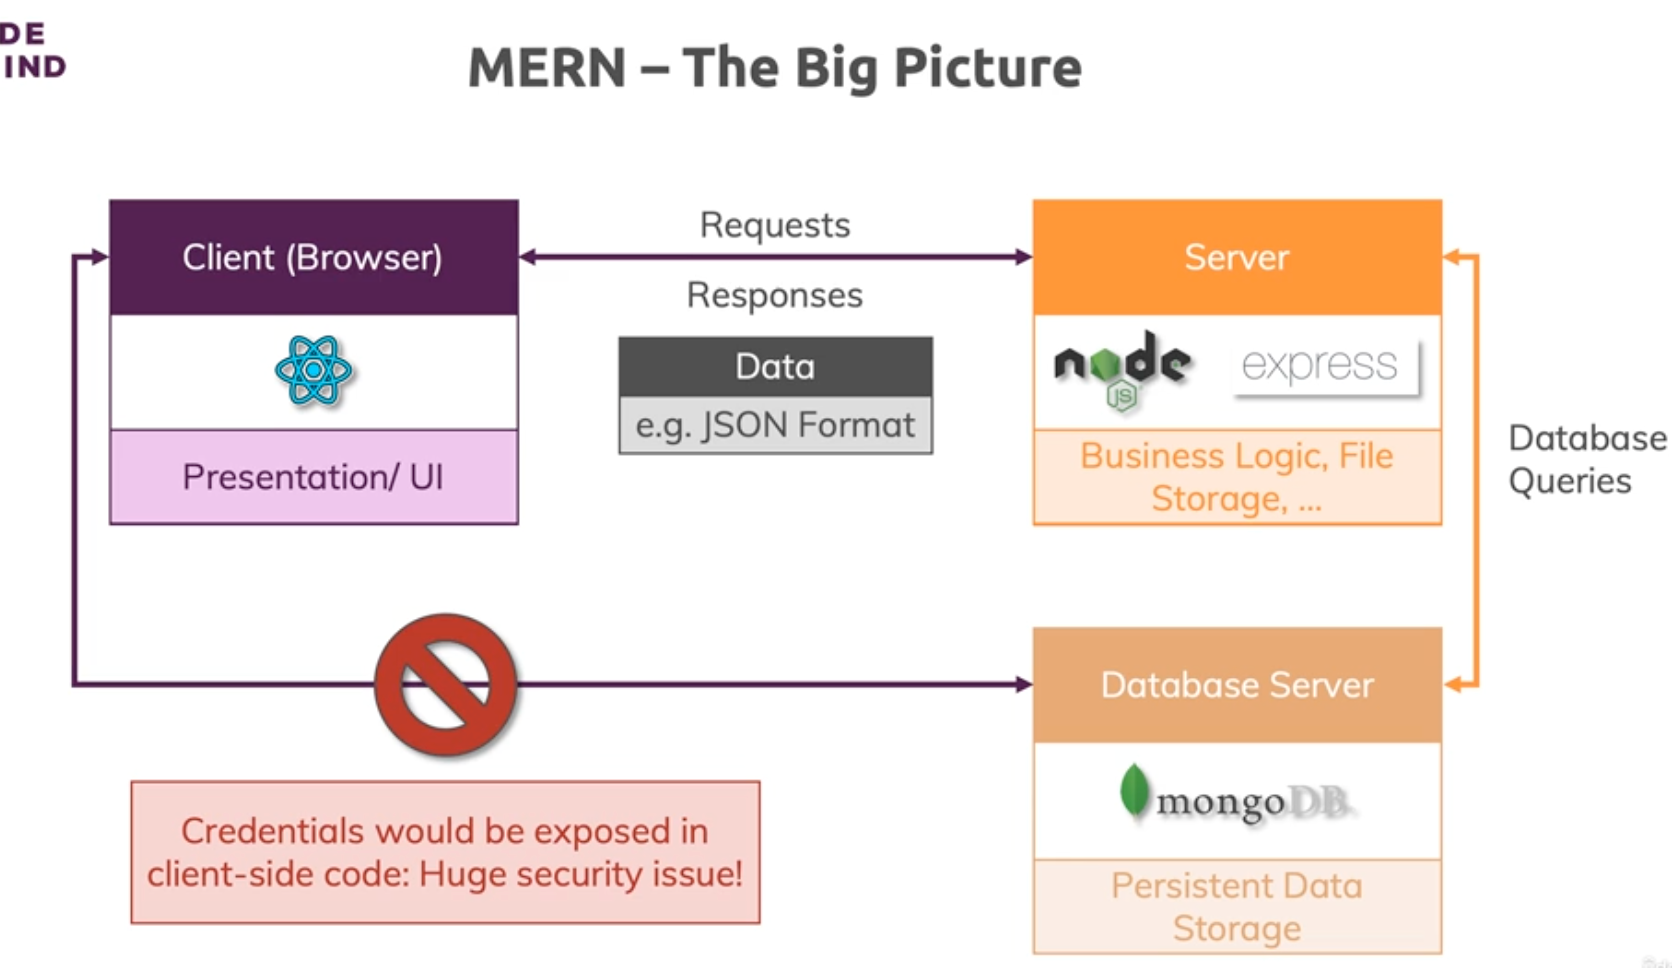 DE
IND
MERN – The Big Picture
Client (Browser)
Requests
Responses
Server
Data
e.g. JSON Format
node
JS
express
Presentation/ UI
Business Logic, File
Storage, ...
Database
Queries
Database Server
mongoDB
Credentials would be exposed in
client-side code: Huge security issue!
Persistent Data
Storage